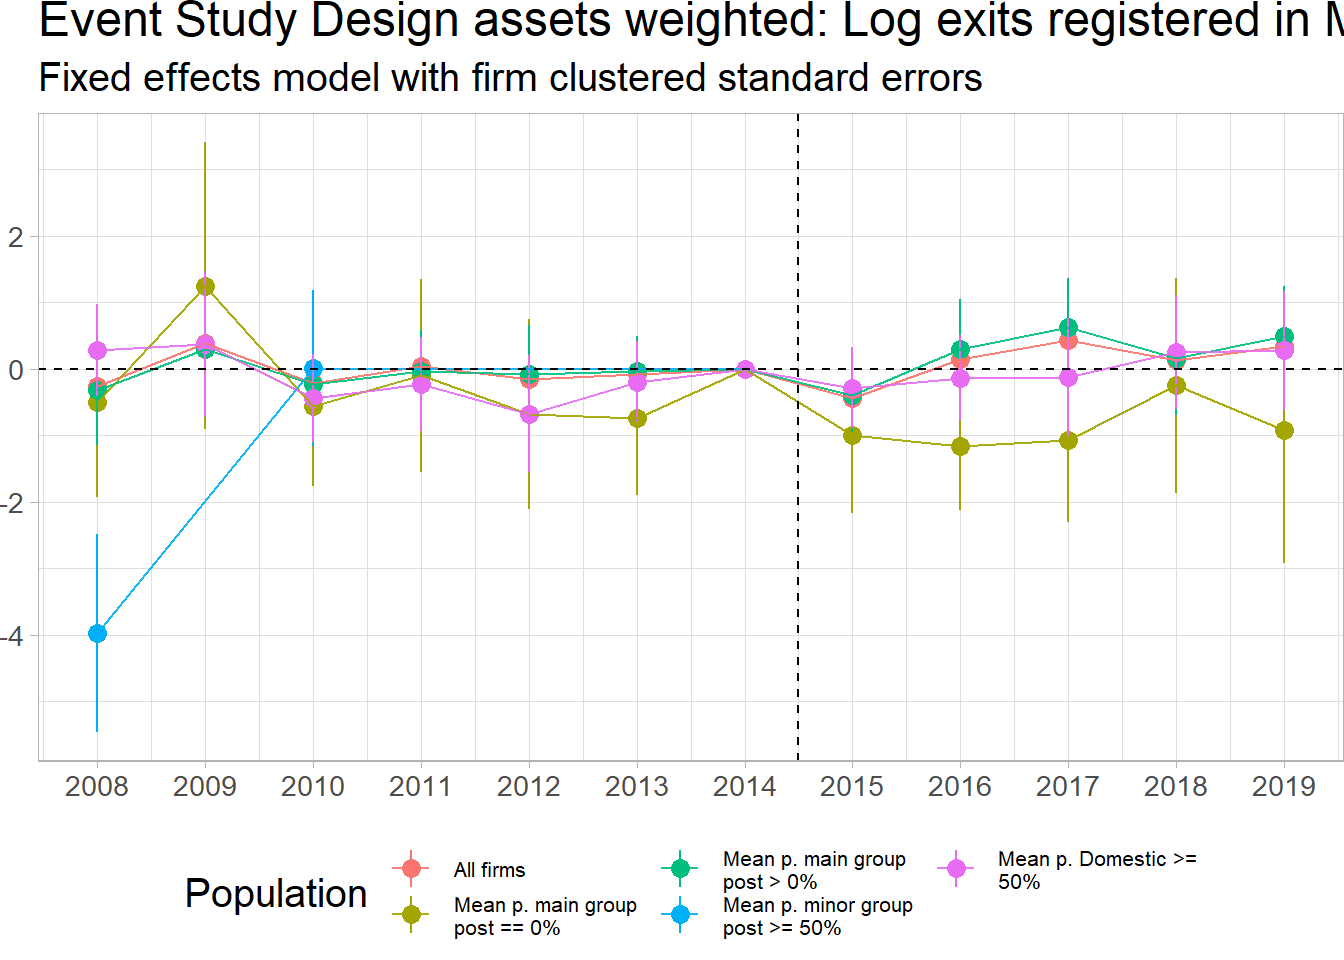 Event Study Design assets weighted: Log exits registered in M
Fixed effects model with firm clustered standard errors
2
0
-2
-4
2008 2009 2010 2011 2012 2013 2014 2015 2016 2017 2018 2019
Population
All firms
Mean p. main group
post == 0%
Mean p. main group
post > 0%
Mean p. minor group
post >= 50%
Mean p. Domestic >=
50%